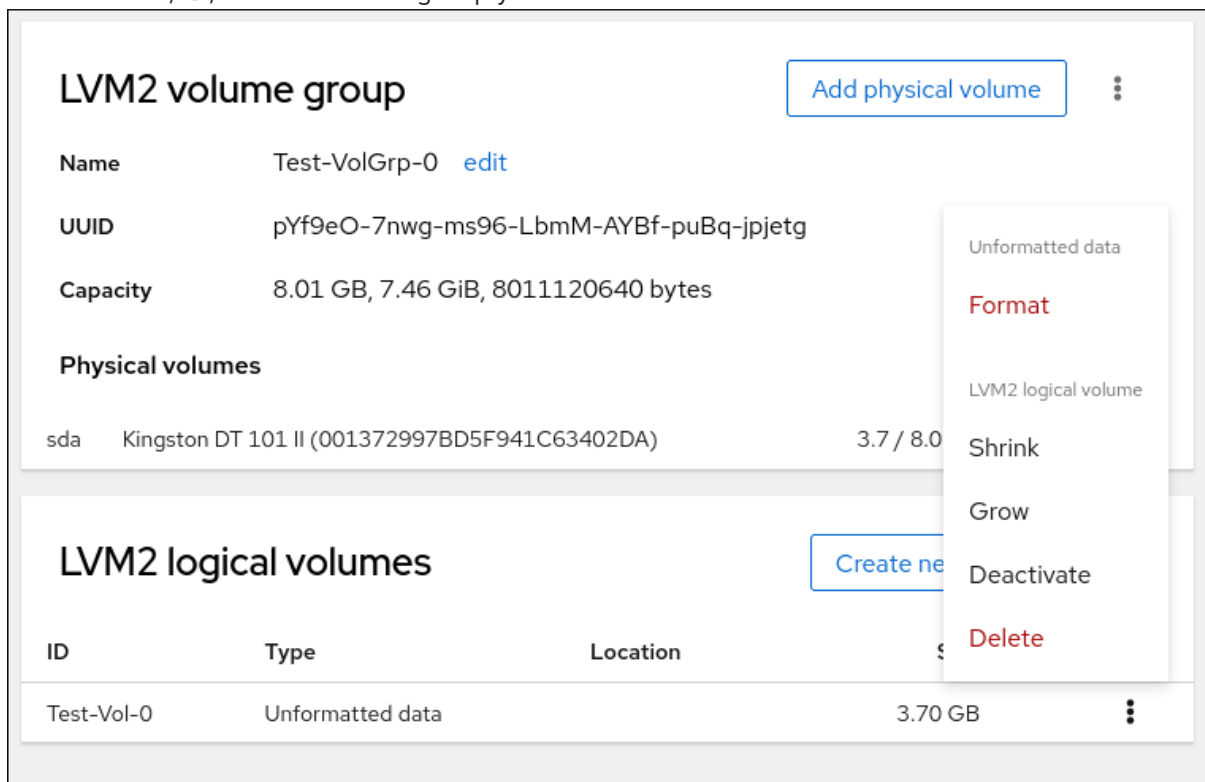 LVM2 volume group
Add physical volume
Name Test-VolGrp-0 edit
UUID pYf9eO-7nwg-ms96-LbmM-AYBf-puBq-jpjetg
Capacity 8.01 GB, 7.46 GiB, 8011120640 bytes
Physical volumes
sda Kingston DT 101 II (001372997BD5F941C63402DA) 3.7 / 8.0
Unformatted data
Format
LVM2 logical volume
Shrink
Grow
Deactivate
Delete
LVM2 logical volumes
Create ne
ID Type Location
Test-Vol-0 Unformatted data 3.70 GB